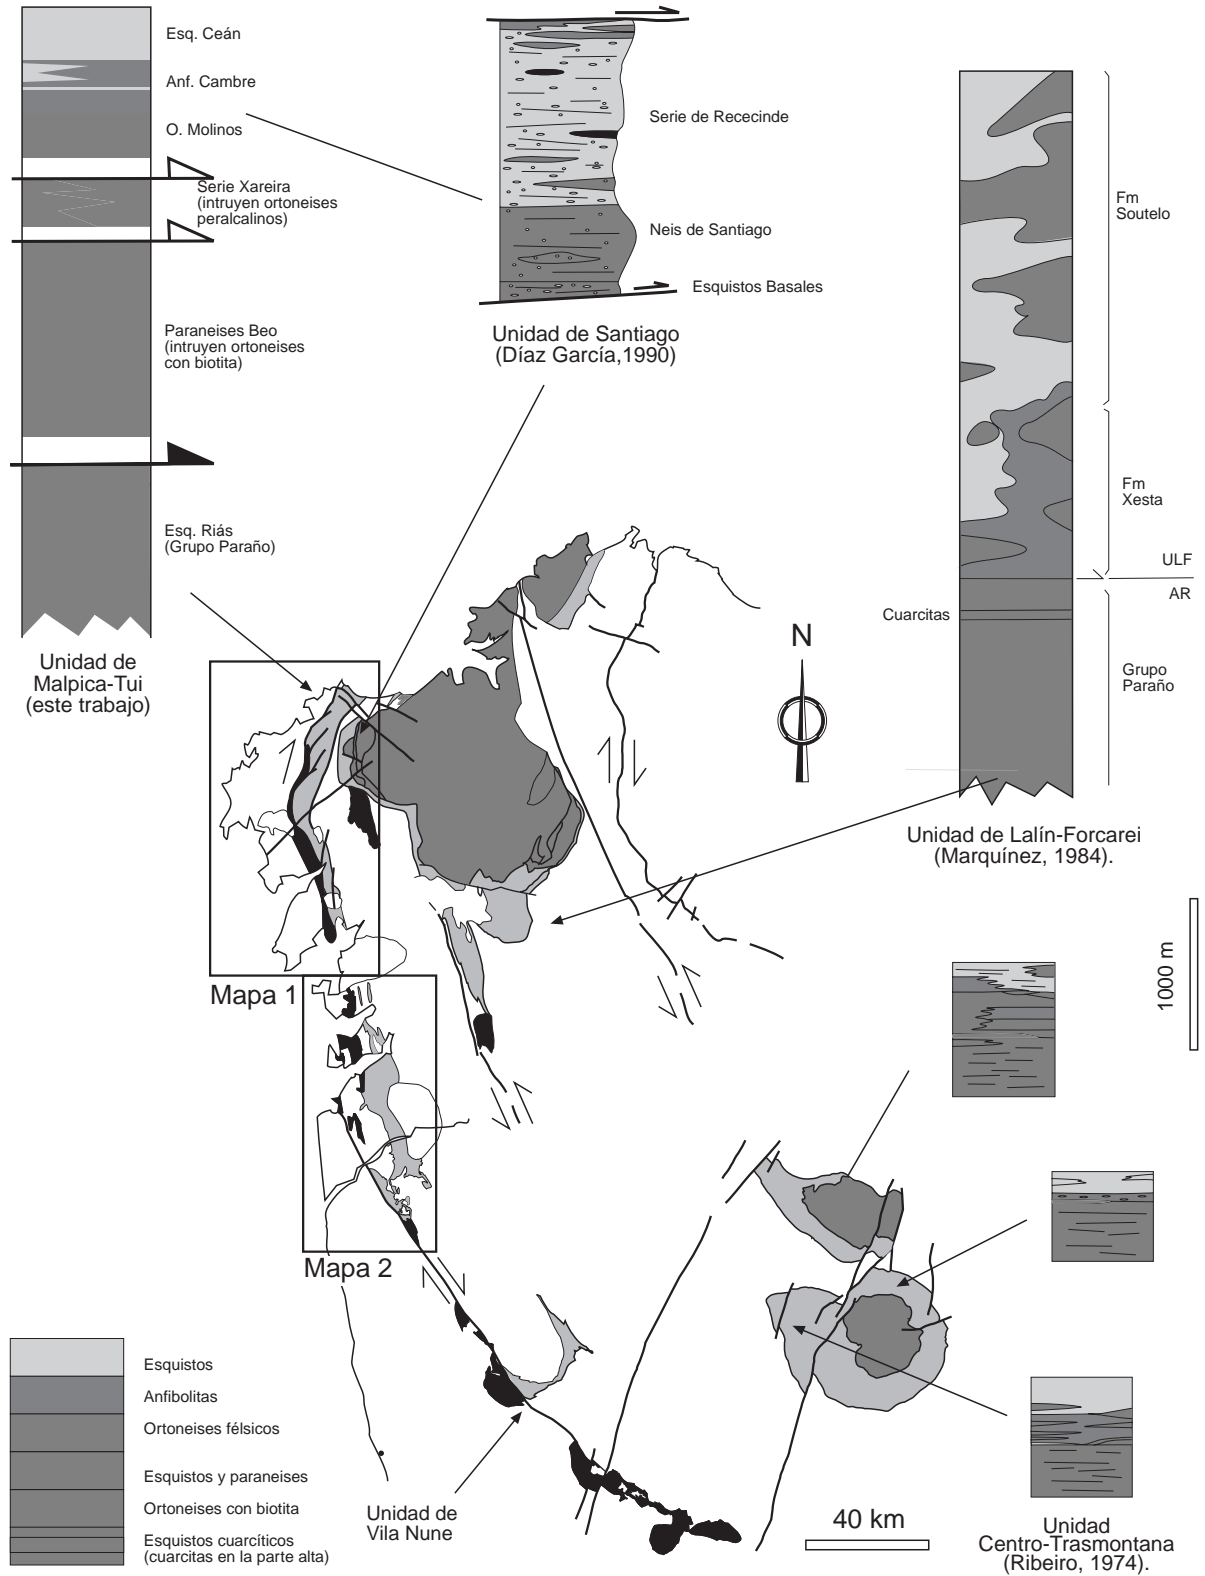 Esq. Ceán
Anf. Cambre
O. Molinos
Serie Xareira
(intruyen ortoneises
peralcalinos)
Paraneises Beo
(intruyen ortoneises
con biotita)
Esq. Riás
(Grupo Paraño)
Unidad de
Malpica-Tui
(este trabajo)
Serie de Rececinde
Neis de Santiago
Esquistos Basales
Unidad de Santiago
(Díaz García,1990)
Fm
Soutelo
Fm
Xesta
ULF
AR
Cuarcitas
Grupo
Paraño
Unidad de Lalín-Forcarei
(Marquínez, 1984).
N
Mapa 1
Mapa 2
1000 m
Esquistos
Anfibolitas
Ortoneises félsicos
Esquistos y paraneises
Ortoneises con biotita
Esquistos cuarcíticos
(cuarcitas en la parte alta)
Unidad de
Vila Nune
40 km
Unidad
Centro-Trasmontana
(Ribeiro, 1974).